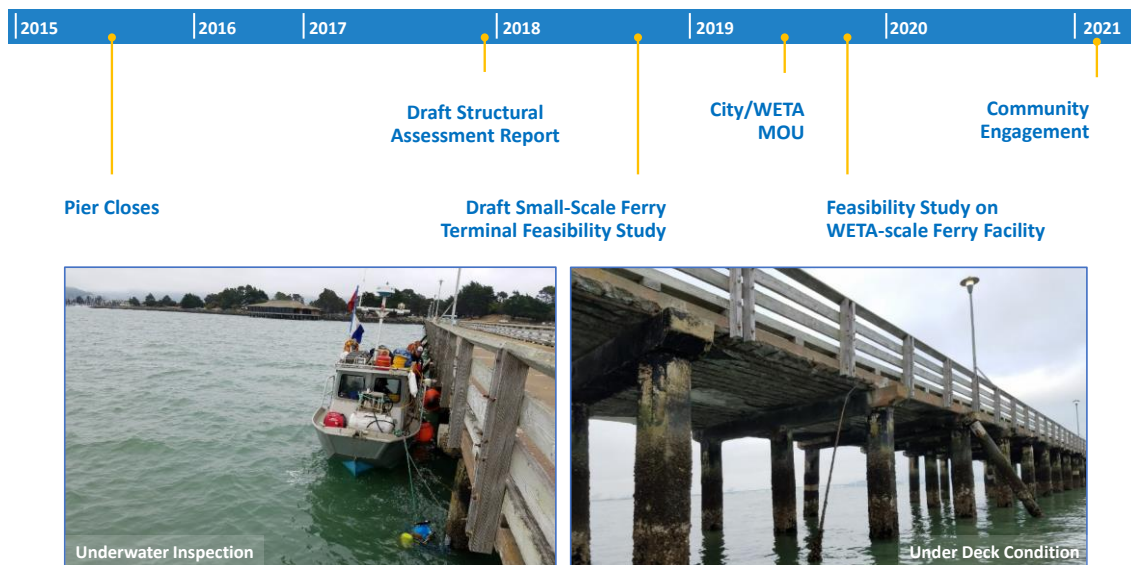 2015
2016
2017
2018
2019
2020
2021
Draft Structural
Assessment Report
City/WETA
MOU
Community
Engagement
Pier Closes
Draft Small-Scale Ferry
Terminal Feasibility Study
Feasibility Study on
WETA-scale Ferry Facility
Underwater Inspection
Under Deck Condition